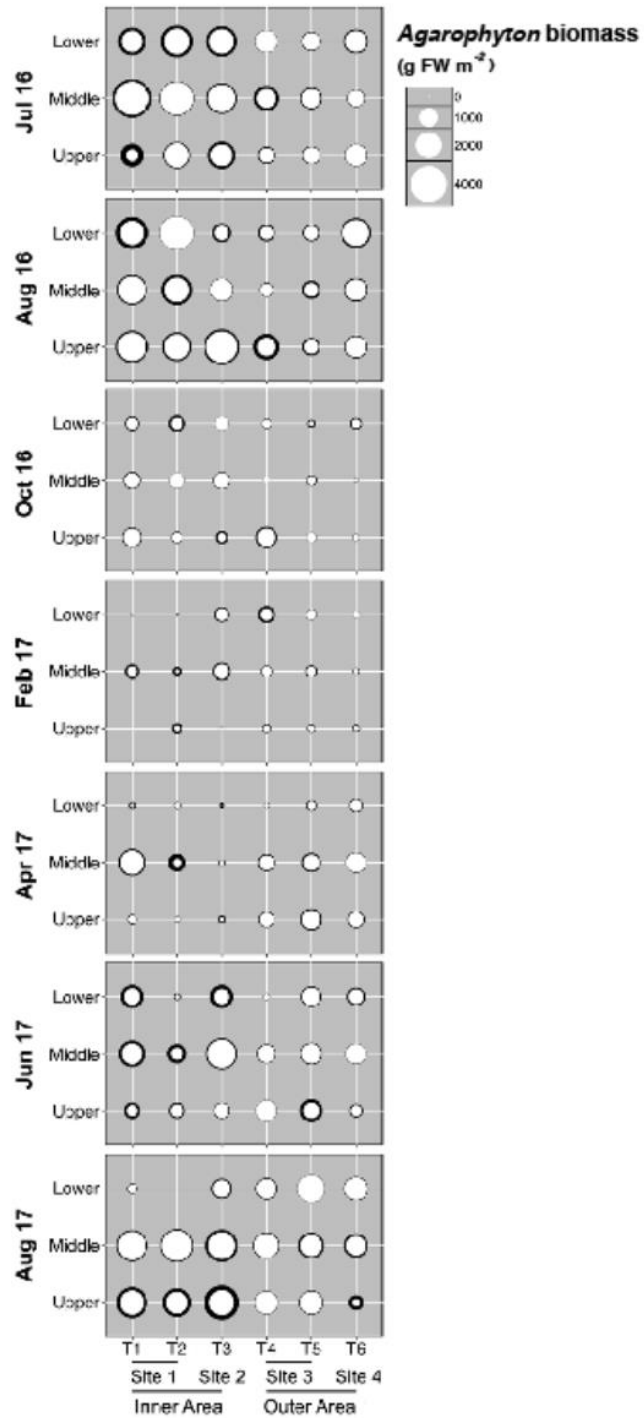 Agarophyton biomass
(g FW m⁻²)
0
1000
2000
4000
Jul 16
Lower
Middle
Upper
Aug 16
Lower
Middle
Upper
Oct 16
Lower
Middle
Upper
Feb 17
Lower
Middle
Upper
Apr 17
Lower
Middle
Upper
Jun 17
Lower
Middle
Upper
Aug 17
Lower
Middle
Upper
T1 T2 T3 T4 T5 T6
Site 1 Site 2 Site 3 Site 4
Inner Area Outer Area